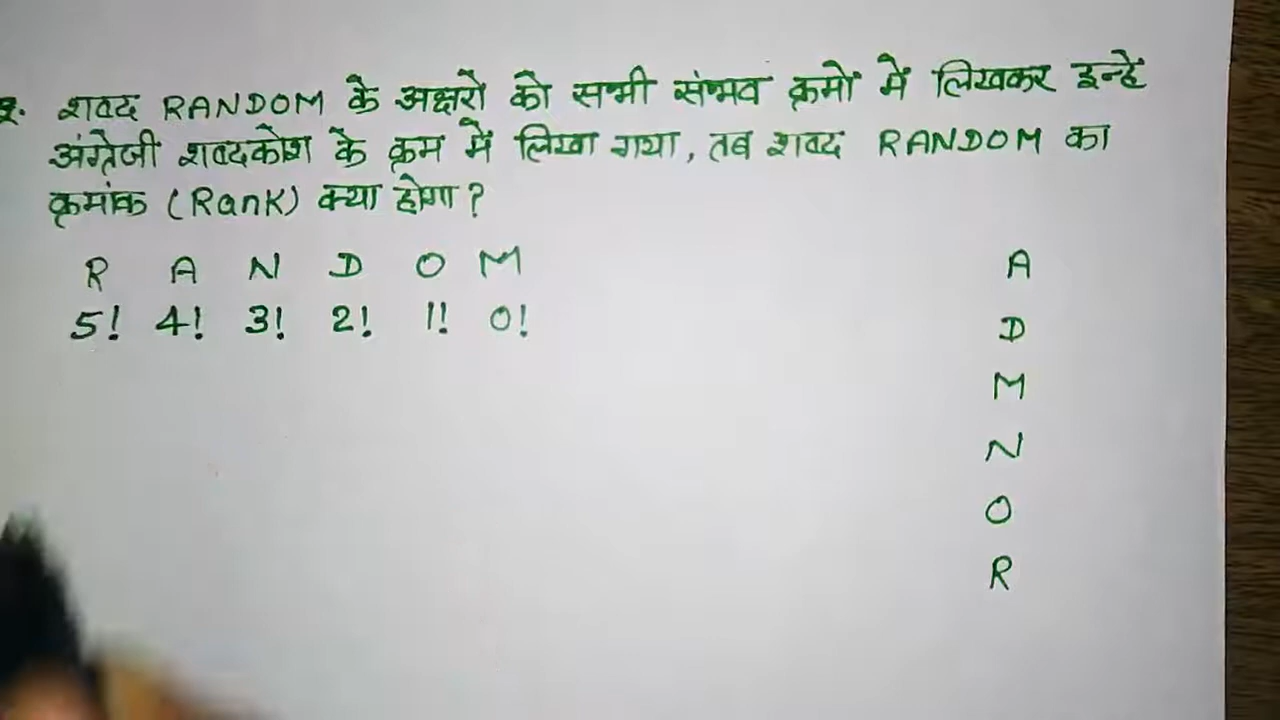 2. शब्द RANDOM के अक्षरों को सभी संभव क्रमों में लिखकर इन्हें
अंग्रेजी शब्दकोश के क्रम में लिखा गया, तब शब्द RANDOM का
क्रमांक (Rank) क्या होगा?
R A N D O M
5! 4! 3! 2! 1! 0!
A
D
M
N
O
R